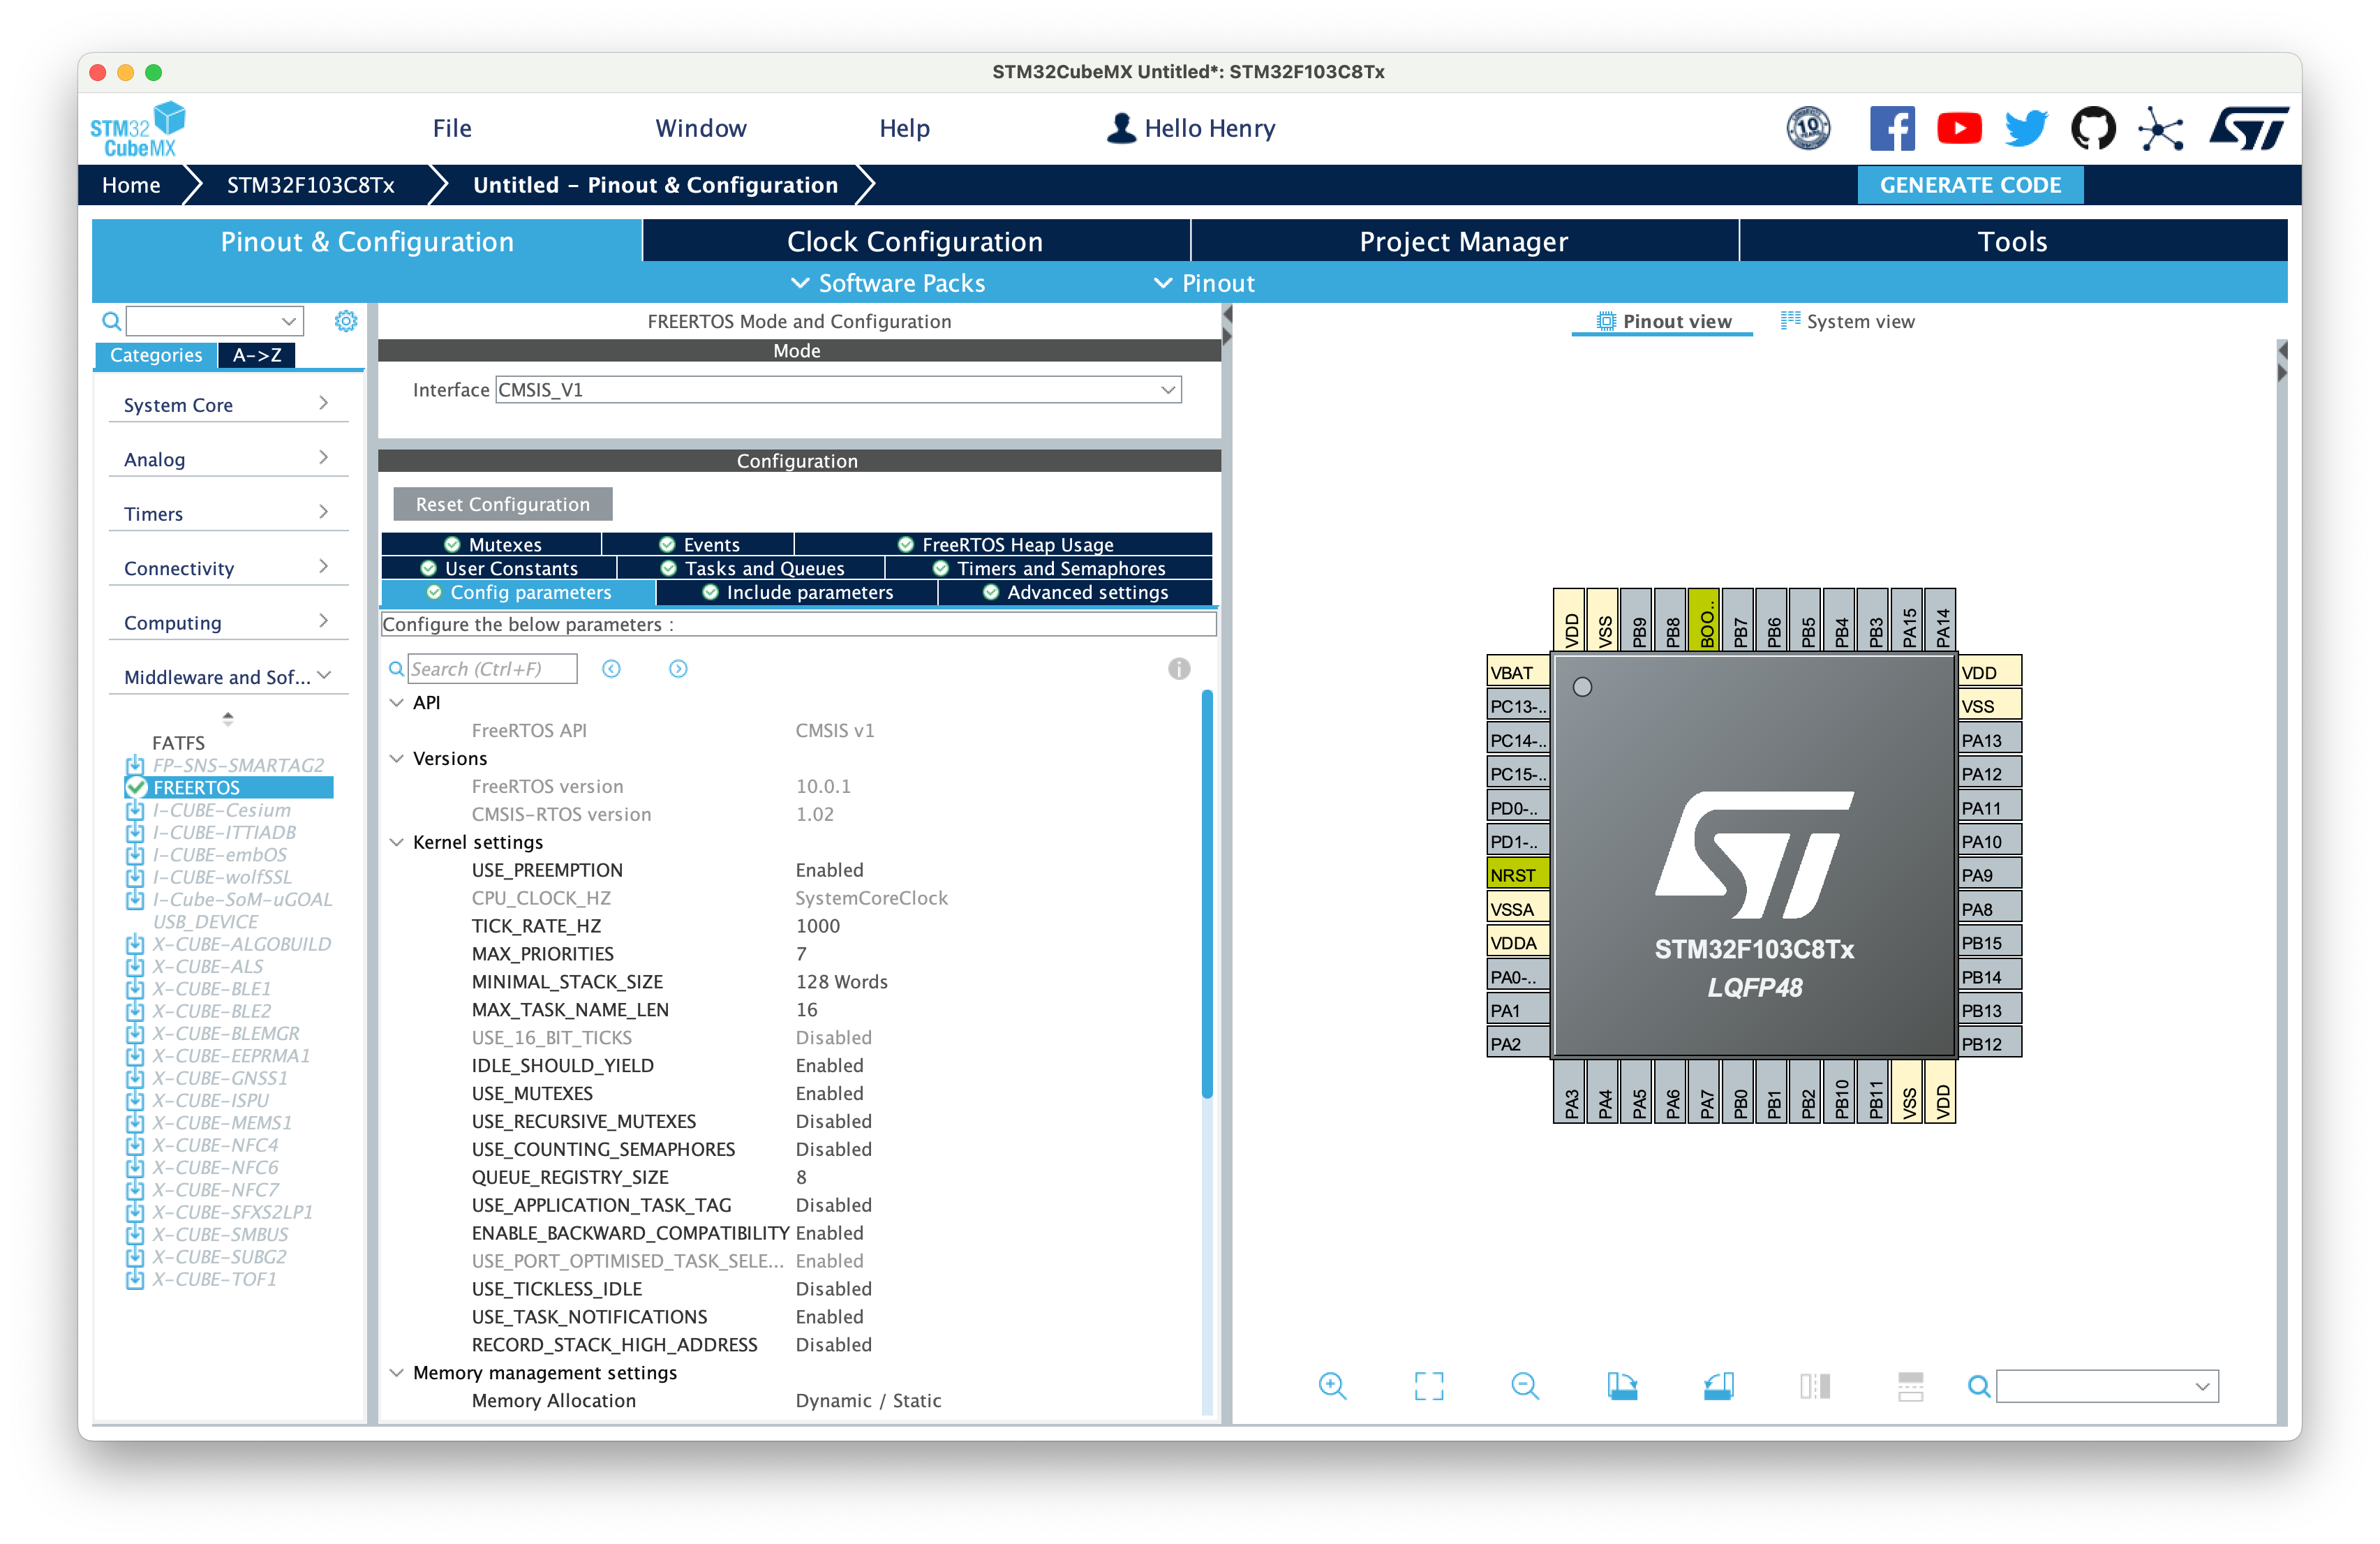 STM32CubeMX Untitled*: STM32F103C8Tx
STM32
CubeMX
File
Window
Help
Hello Henry
10
Home
STM32F103C8Tx
Untitled – Pinout & Configuration
GENERATE CODE
Pinout & Configuration
Clock Configuration
Project Manager
Tools
Software Packs
Pinout
Categories
A->Z
System Core
Analog
Timers
Connectivity
Computing
Middleware and Sof...
FATFS
FP-SNS-SMARTAG2
FREERTOS
I-CUBE-Cesium
I-CUBE-ITTIADB
I-CUBE-embOS
I-CUBE-wolfSSL
I-Cube-SoM-uGOAL
USB_DEVICE
X-CUBE-ALGOBUILD
X-CUBE-ALS
X-CUBE-BLE1
X-CUBE-BLE2
X-CUBE-BLEMGR
X-CUBE-EEPRMA1
X-CUBE-GNSS1
X-CUBE-ISPU
X-CUBE-MEMS1
X-CUBE-NFC4
X-CUBE-NFC6
X-CUBE-NFC7
X-CUBE-SFXS2LP1
X-CUBE-SMBUS
X-CUBE-SUBG2
X-CUBE-TOF1
FREERTOS Mode and Configuration
Mode
Interface CMSIS_V1
Configuration
Reset Configuration
Mutexes
Events
FreeRTOS Heap Usage
User Constants
Tasks and Queues
Timers and Semaphores
Config parameters
Include parameters
Advanced settings
Configure the below parameters :
Search (Ctrl+F)
API
FreeRTOS API CMSIS v1
Versions
FreeRTOS version 10.0.1
CMSIS-RTOS version 1.02
Kernel settings
USE_PREEMPTION Enabled
CPU_CLOCK_HZ SystemCoreClock
TICK_RATE_HZ 1000
MAX_PRIORITIES 7
MINIMAL_STACK_SIZE 128 Words
MAX_TASK_NAME_LEN 16
USE_16_BIT_TICKS Disabled
IDLE_SHOULD_YIELD Enabled
USE_MUTEXES Enabled
USE_RECURSIVE_MUTEXES Disabled
USE_COUNTING_SEMAPHORES Disabled
QUEUE_REGISTRY_SIZE 8
USE_APPLICATION_TASK_TAG Disabled
ENABLE_BACKWARD_COMPATIBILITY Enabled
USE_PORT_OPTIMISED_TASK_SELE... Enabled
USE_TICKLESS_IDLE Disabled
USE_TASK_NOTIFICATIONS Enabled
RECORD_STACK_HIGH_ADDRESS Disabled
Memory management settings
Memory Allocation Dynamic / Static
Pinout view
System view
VDD
VSS
PB9
PB8
BOO..
PB7
PB6
PB5
PB4
PB3
PA15
PA14
VBAT
PC13-..
PC14-..
PC15-..
PD0-..
PD1-..
NRST
VSSA
VDDA
PA0-..
PA1
PA2
VDD
VSS
PA13
PA12
PA11
PA10
PA9
PA8
PB15
PB14
PB13
PB12
ST
STM32F103C8Tx
LQFP48
PA3
PA4
PA5
PA6
PA7
PB0
PB1
PB2
PB10
PB11
VSS
VDD